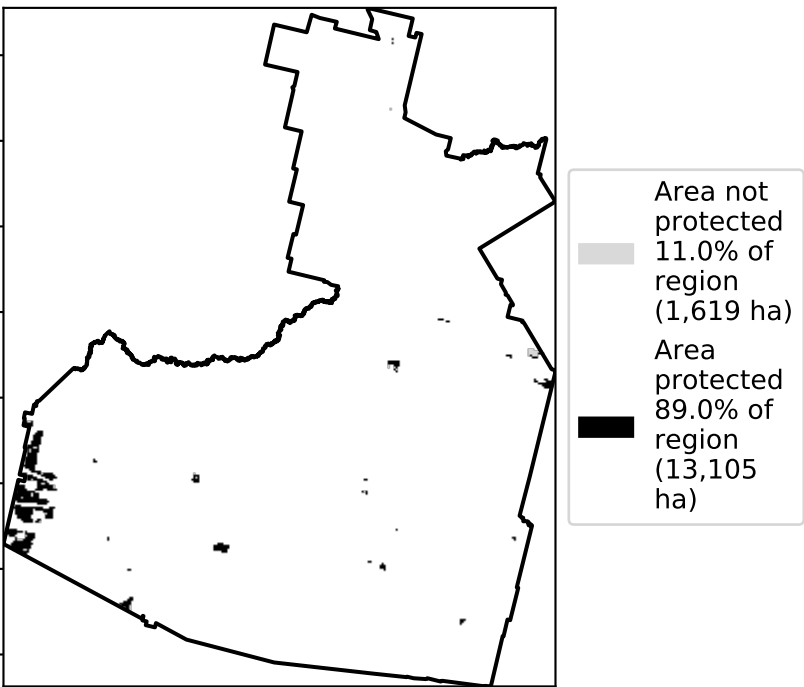 Area not
protected
11.0% of
region
(1,619 ha)
Area
protected
89.0% of
region
(13,105
ha)